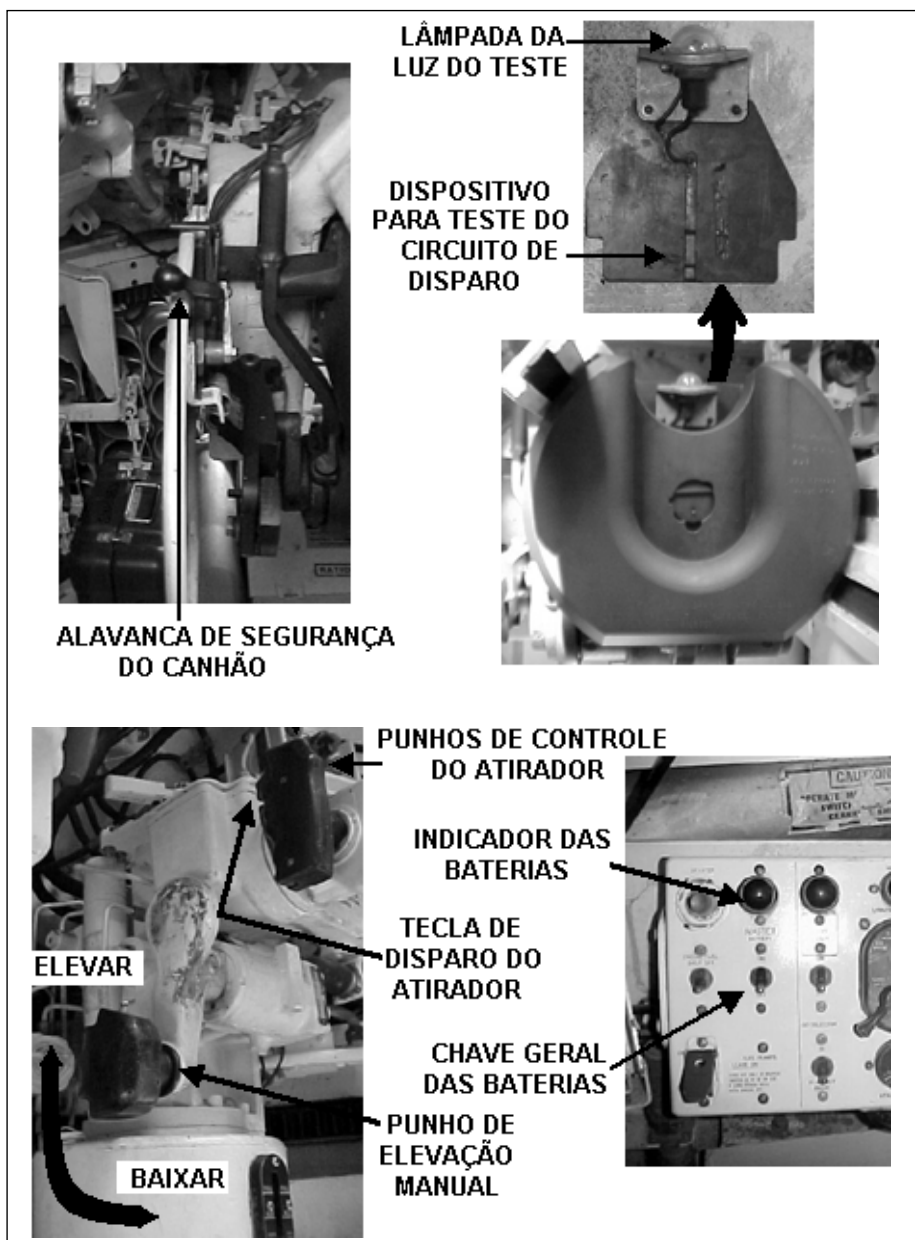 LÂMPADA DA
LUZ DO TESTE
DISPOSITIVO
PARA TESTE DO
CIRCUITO DE
DISPARO
ALAVANCA DE SEGURANÇA
DO CANHÃO
PUNHOS DE CONTROLE
DO ATIRADOR
INDICADOR DAS
BATERIAS
TECLA DE
DISPARO DO
ATIRADOR
ELEVAR
CHAVE GERAL
DAS BATERIAS
PUNHO DE
ELEVAÇÃO
MANUAL
BAIXAR
MASTER